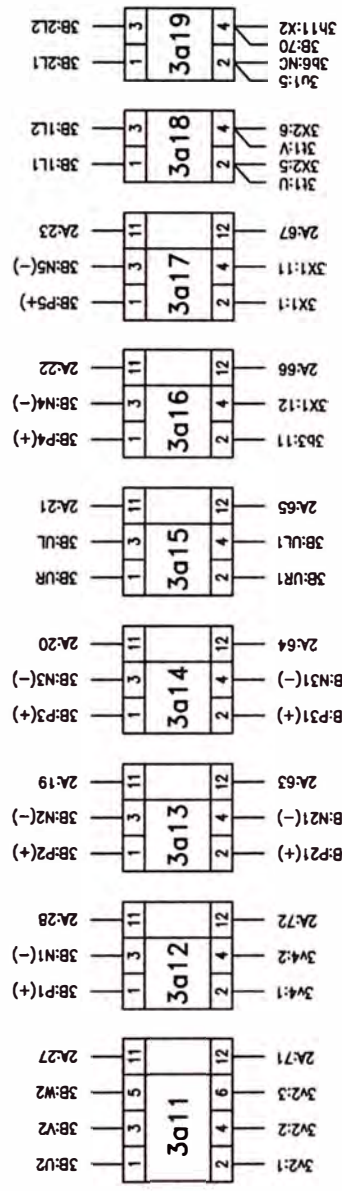 3B:2L2 3 4 3h11:X2
3B:70
3a19
3B:2L1 1 2 3b6:NC
3u1:5
3B:1L2 3 4 3X2:6
3t1:V
3a18
3B:1L1 1 2 3X2:5
3t1:U
2A:23 11 12 2A:67
3B:N5(-) 3 4 3X1:11
3a17
3B:P5(+) 1 2 3X1:1
2A:22 11 12 2A:66
3B:N4(-) 3 4 3X1:12
3a16
3B:P4(+) 1 2 3b3:11
2A:21 11 12 2A:65
3B:UL 3 4 3B:UL1
3a15
3B:UR 1 2 3B:UR1
2A:20 11 12 2A:64
3B:N3(-) 3 4 B:N31(-)
3a14
3B:P3(+) 1 2 B:P31(+)
2A:19 11 12 2A:63
3B:N2(-) 3 4 B:N21(-)
3a13
3B:P2(+) 1 2 B:P21(+)
2A:28 11 12 2A:72
3B:N1(-) 3 4 3v4:2
3a12
3B:P1(+) 1 2 3v4:1
2A:27 11 12 2A:71
3B:W2 5 6 3v2:3
3a11
3B:V2 3 4 3v2:2
3B:U2 1 2 3v2:1